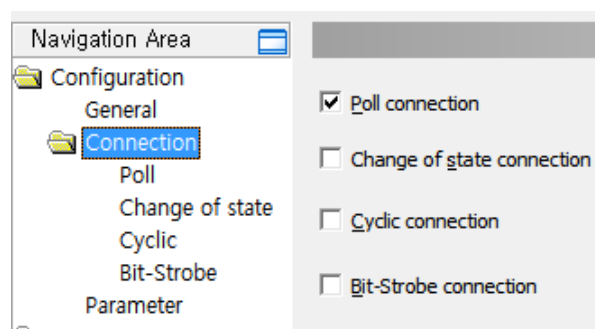 Navigation Area
Configuration
General
Connection
Poll
Change of state
Cyclic
Bit-Strobe
Parameter
Poll connection
Change of state connection
Cyclic connection
Bit-Strobe connection